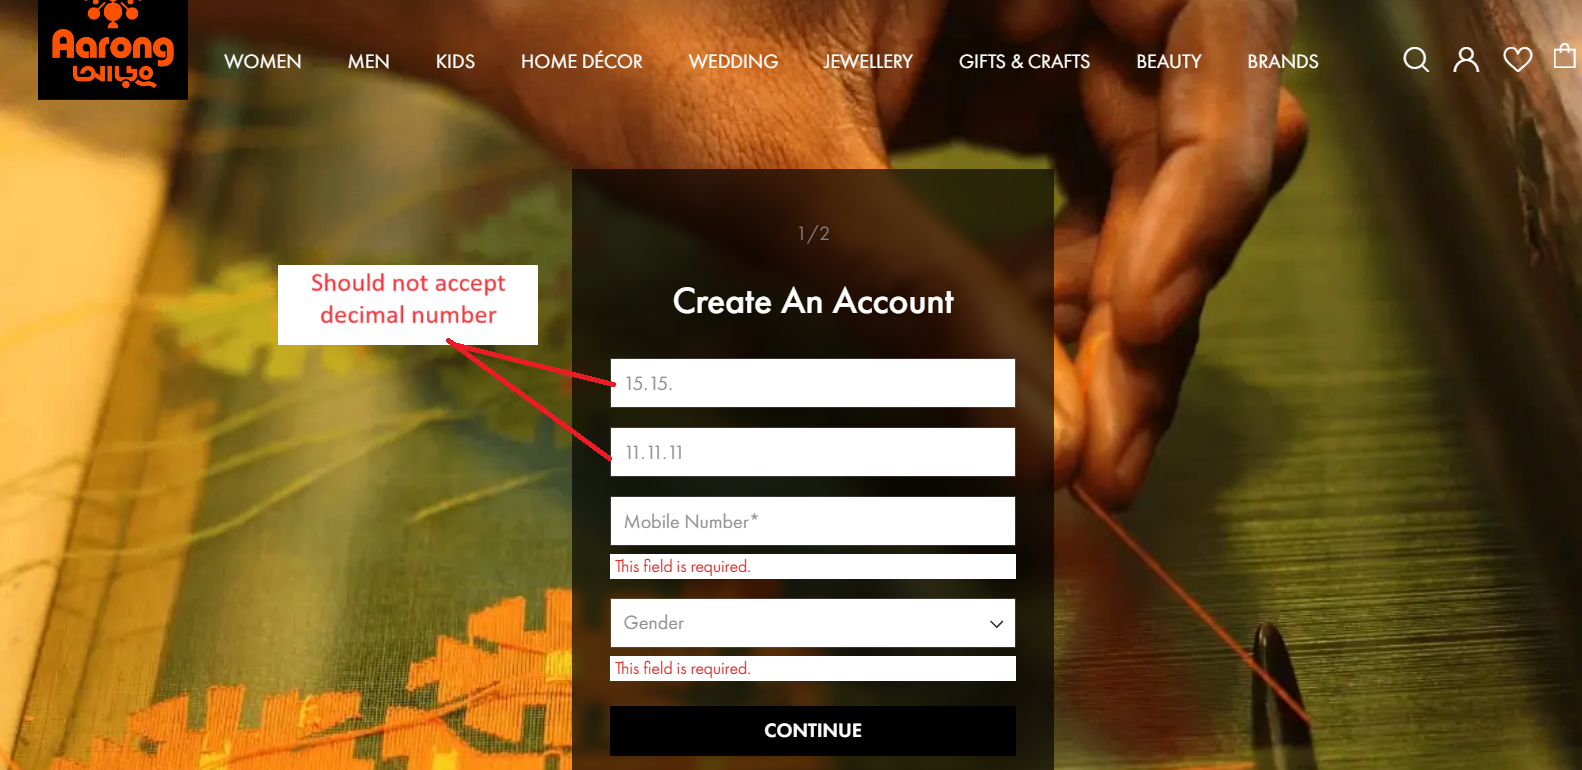 Aarong
আড়ং
WOMEN MEN KIDS HOME DÉCOR WEDDING JEWELLERY GIFTS & CRAFTS BEAUTY BRANDS
1/2
Create An Account
Should not accept
decimal number
15.15.
11.11.11
Mobile Number*
This field is required.
Gender
This field is required.
CONTINUE